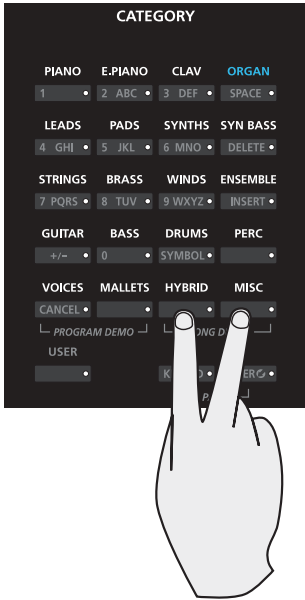 CATEGORY
PIANO E.PIANO CLAV ORGAN
1 2 ABC 3 DEF SPACE
LEADS PADS SYNTHS SYN BASS
4 GHI 5 JKL 6 MNO DELETE
STRINGS BRASS WINDS ENSEMBLE
7 PQRS 8 TUV 9 WXYZ INSERT
GUITAR BASS DRUMS PERC
+/− 0 SYMBOL
VOICES MALLETS HYBRID MISC
CANCEL
PROGRAM DEMO
USER